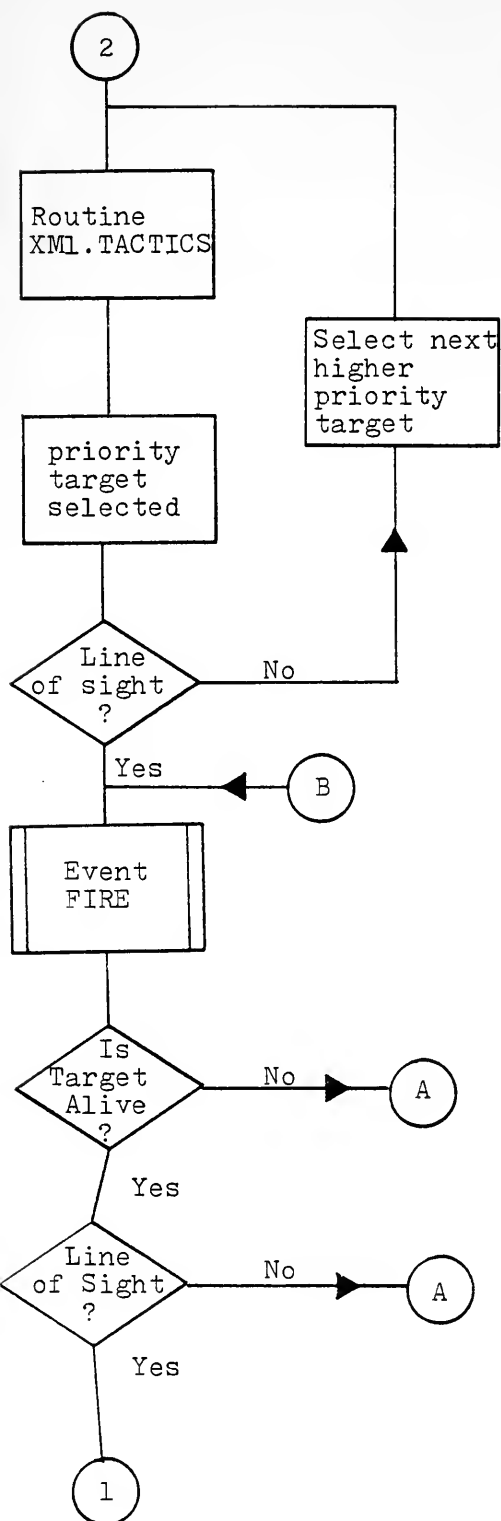 2
Routine
XM1.TACTICS
Select next
higher
priority
target
priority
target
selected
Line
of sight
?
No
Yes
B
Event
FIRE
Is
Target
Alive
?
No
A
Yes
Line
of Sight
?
No
A
Yes
1